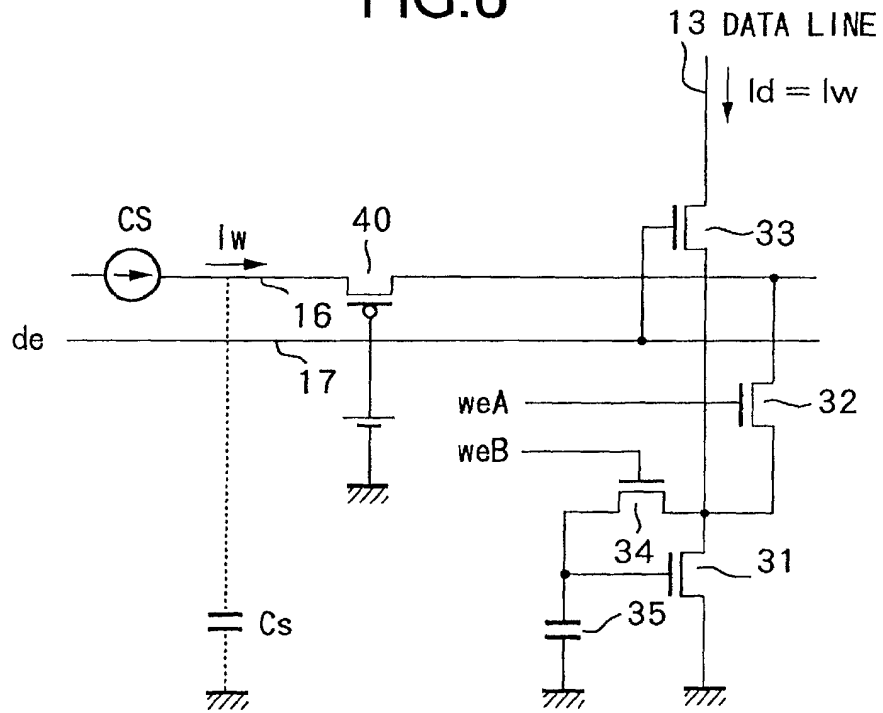 FIG.
13 DATA LINE
Id = Iw
CS
Iw
40
33
16
de
17
weA
32
weB
34
31
35
Cs